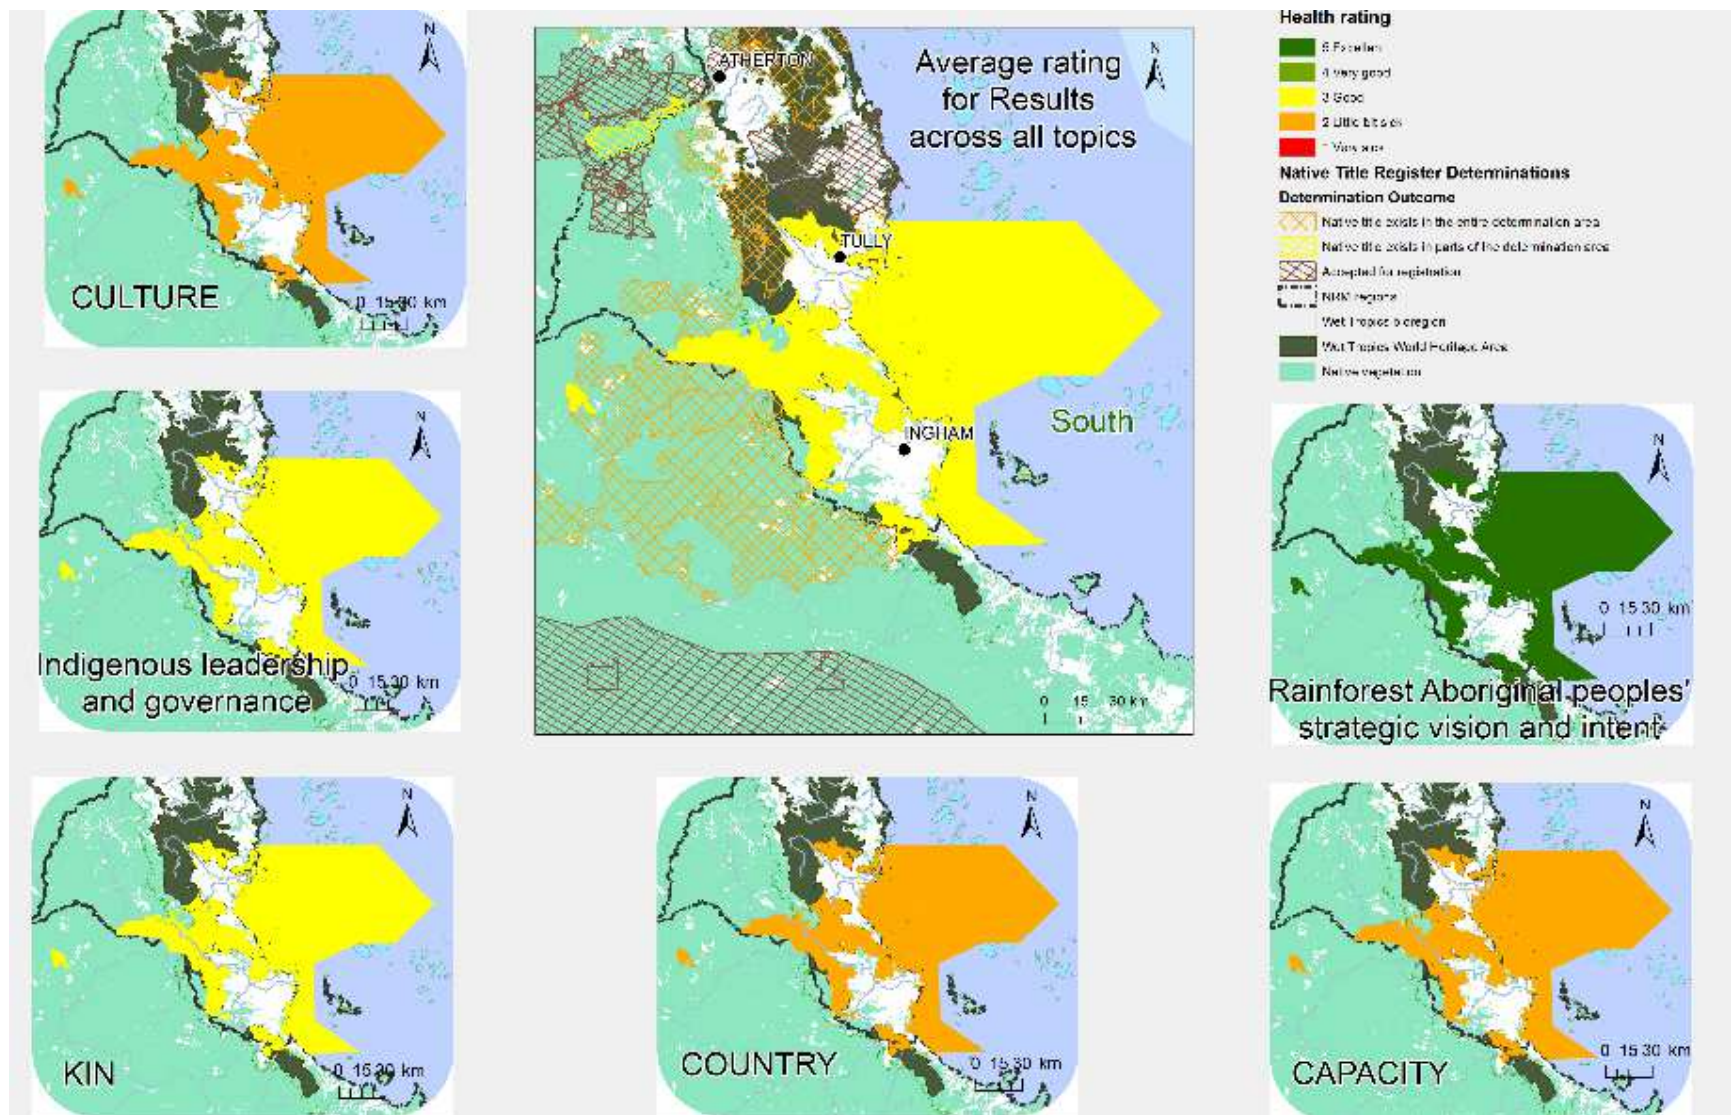 N
CULTURE
0 15 30 km
N
Indigenous leadership
and governance
0 15 30 km
N
KIN
0 15 30 km
Average rating
for Results
across all topics
N
ATHERTON
TULLY
INGHAM
South
0 15 30 km
N
COUNTRY
0 15 30 km
Health rating
5 Excellent
4 Very good
3 Good
2 Little bit sick
1 Very sick
Native Title Register Determinations
Determination Outcome
Native title exists in the entire determination area
Native title exists in parts of the determination area
Accepted for registration
NRM regions
Wet Tropics bioregion
Wet Tropics World Heritage Area
Native vegetation
N
0 15 30 km
Rainforest Aboriginal peoples'
strategic vision and intent
N
CAPACITY
0 15 30 km